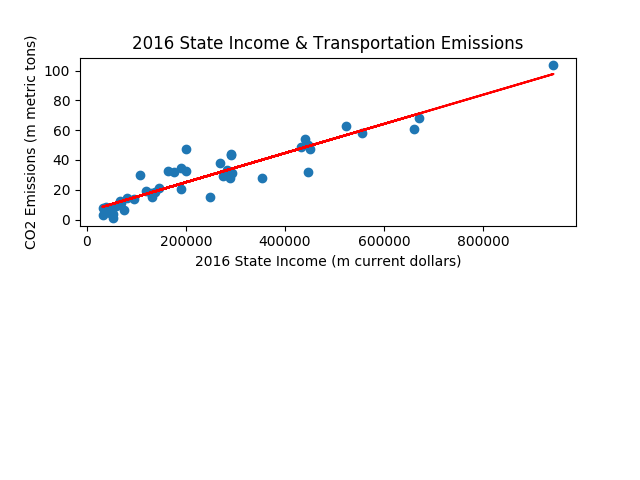 2016 State Income & Transportation Emissions
CO2 Emissions (m metric tons)
100
80
60
40
20
0
0 200000 400000 600000 800000
2016 State Income (m current dollars)